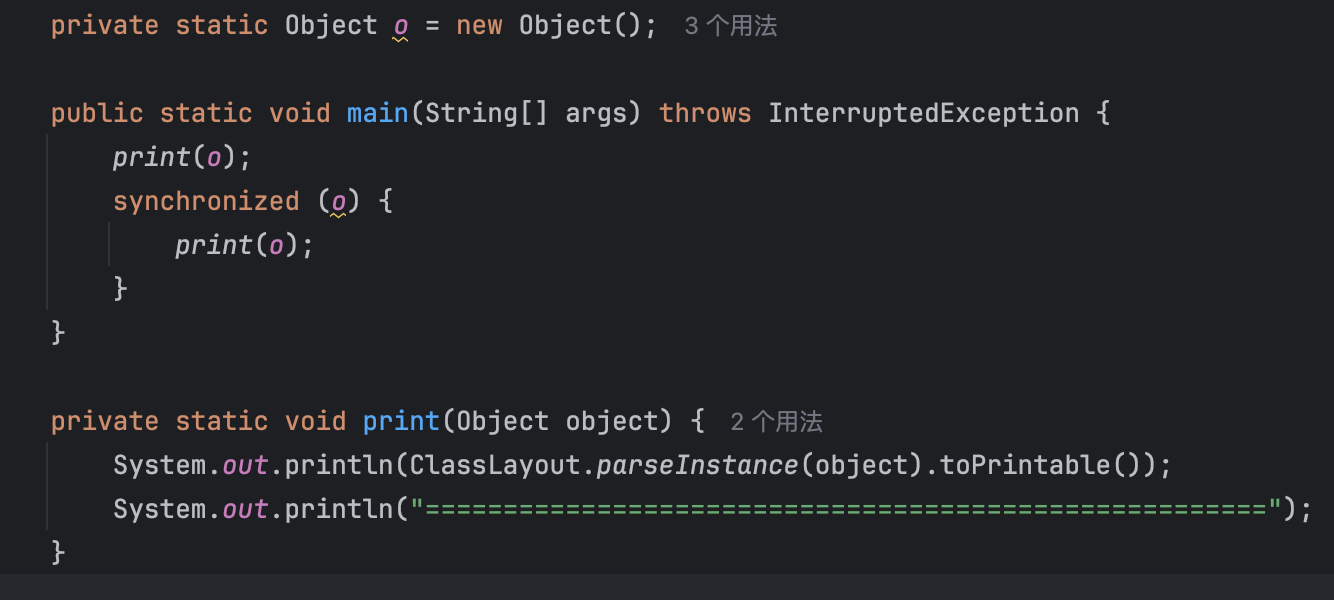 private static Object o = new Object();  3 个用法
public static void main(String[] args) throws InterruptedException {
print(o);
synchronized (o) {
print(o);
}
}
private static void print(Object object) {  2 个用法
System.out.println(ClassLayout.parseInstance(object).toPrintable());
System.out.println("======================================================");
}